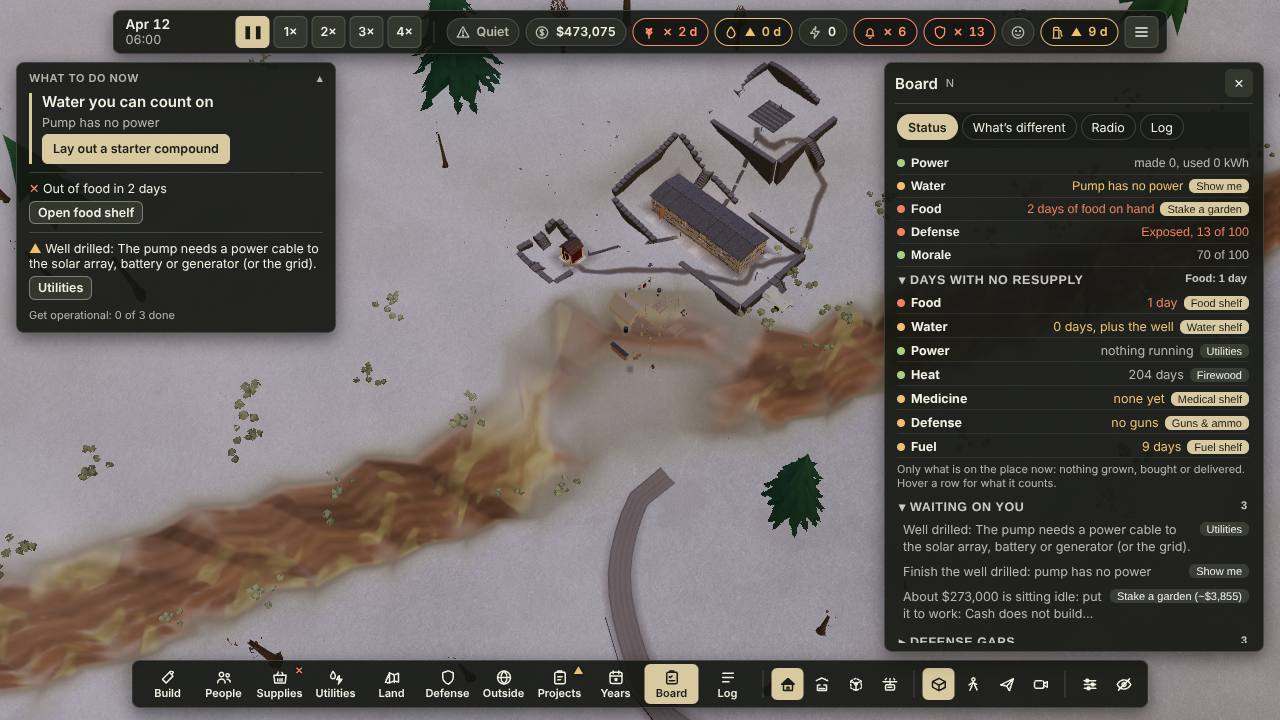 Apr 12
06:00
1×
2×
3×
4×
Quiet
$473,075
× 2 d
0 d
0
× 6
× 13
9 d
WHAT TO DO NOW
Water you can count on
Pump has no power
Lay out a starter compound
× Out of food in 2 days
Open food shelf
Well drilled: The pump needs a power cable to
the solar array, battery or generator (or the grid).
Utilities
Get operational: 0 of 3 done
Board N
×
Status
What's different
Radio
Log
Power made 0, used 0 kWh
Water Pump has no power Show me
Food 2 days of food on hand Stake a garden
Defense Exposed, 13 of 100
Morale 70 of 100
DAYS WITH NO RESUPPLY Food: 1 day
Food 1 day Food shelf
Water 0 days, plus the well Water shelf
Power nothing running Utilities
Heat 204 days Firewood
Medicine none yet Medical shelf
Defense no guns Guns & ammo
Fuel 9 days Fuel shelf
Only what is on the place now: nothing grown, bought or delivered.
Hover a row for what it counts.
WAITING ON YOU 3
Well drilled: The pump needs a power cable to Utilities
the solar array, battery or generator (or the grid).
Finish the well drilled: pump has no power Show me
About $273,000 is sitting idle: put Stake a garden (~$3,855)
it to work: Cash does not build...
DEFENSE GAPS 3
Build
People
Supplies
Utilities
Land
Defense
Outside
Projects
Years
Board
Log